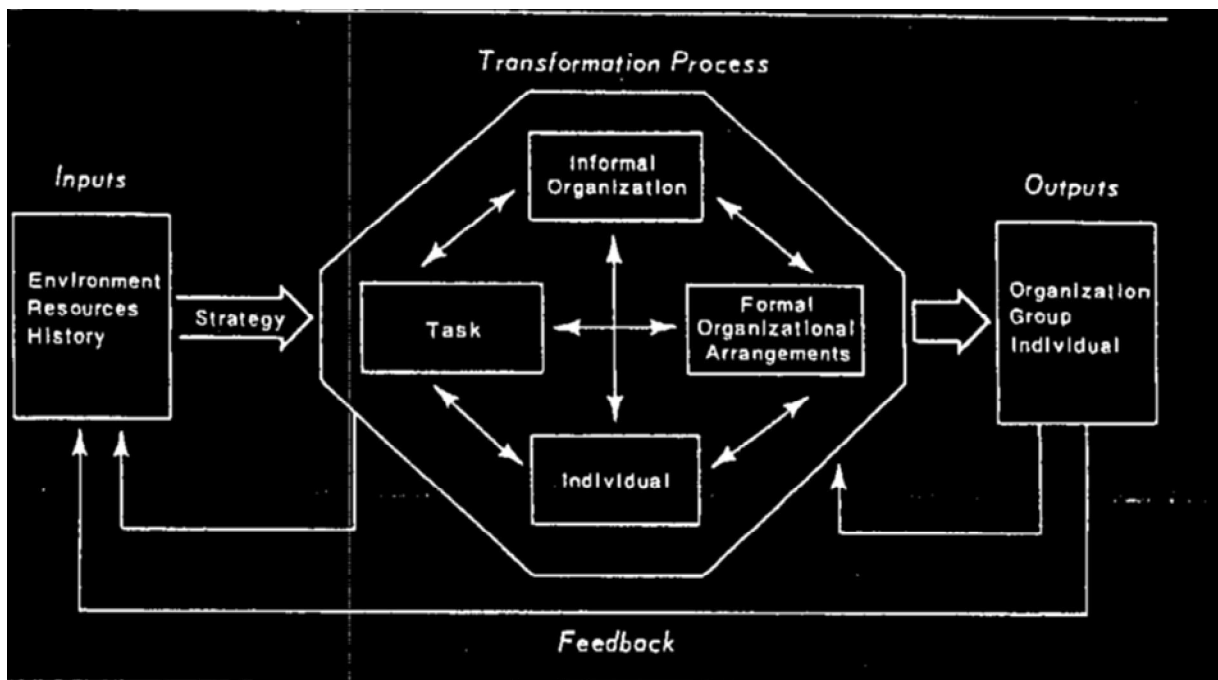 Transformation Process
Inputs
Environment
Resources
History
Strategy
Informal
Organization
Task
Formal
Organizational
Arrangements
Individual
Outputs
Organization
Group
Individual
Feedback